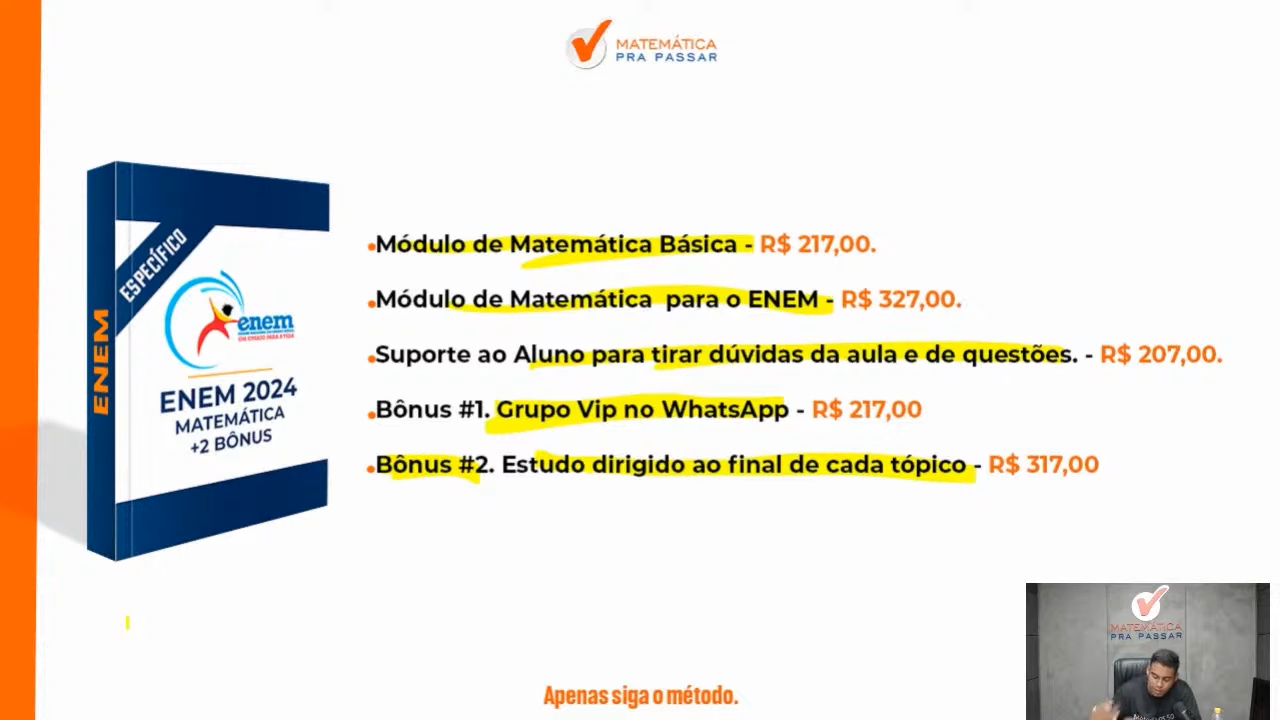 MATEMÁTICA
PRA PASSAR
ESPECÍFICO
ENEM
enem
ENEM 2024
MATEMÁTICA
+2 BÔNUS
•Módulo de Matemática Básica - R$ 217,00.
•Módulo de Matemática para o ENEM - R$ 327,00.
•Suporte ao Aluno para tirar dúvidas da aula e de questões. - R$ 207,00.
•Bônus #1. Grupo Vip no WhatsApp - R$ 217,00
•Bônus #2. Estudo dirigido ao final de cada tópico - R$ 317,00
MATEMÁTICA
PRA PASSAR
Apenas siga o método.